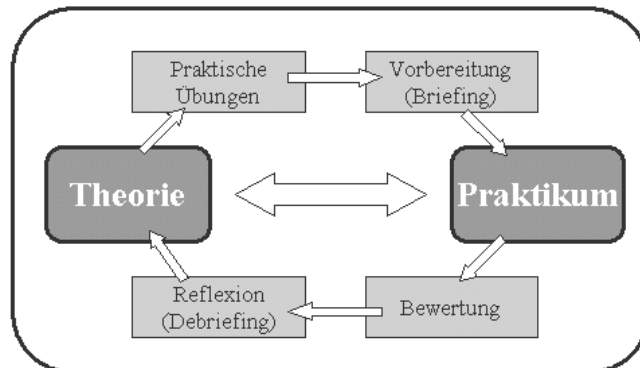 Praktische
Übungen
Vorbereitung
(Briefing)
Theorie
Praktikum
Reflexion
(Debriefing)
Bewertung